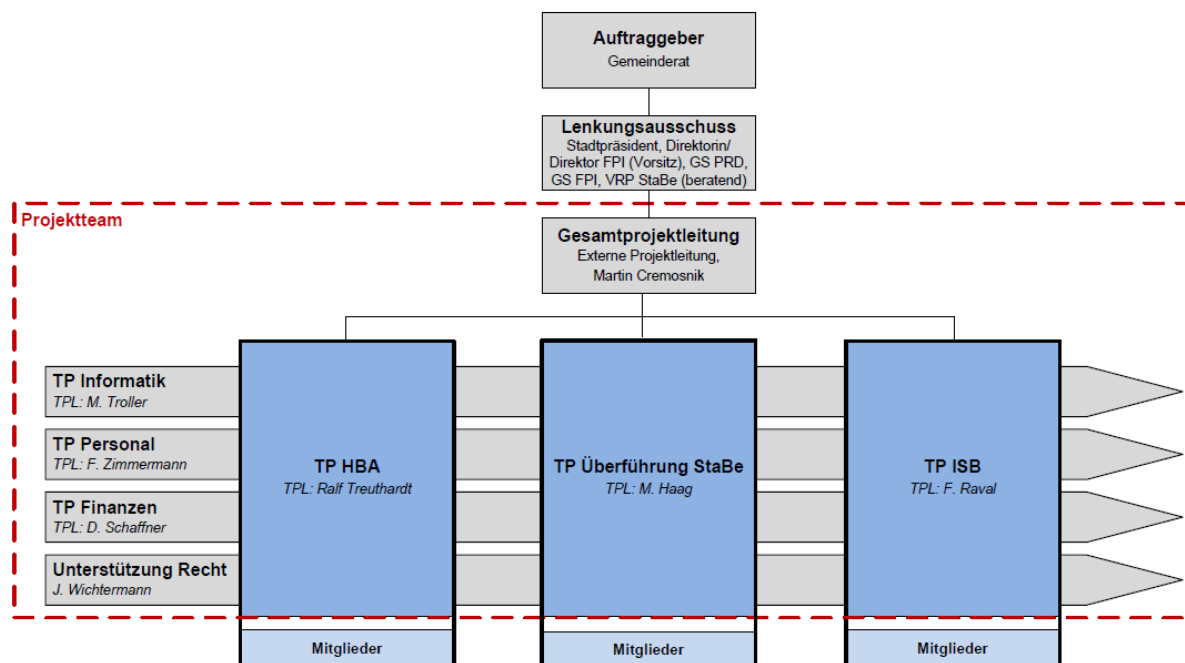 Auftraggeber
Gemeinderat
Lenkungsausschuss
Stadtpräsident, Direktorin/
Direktor FPI (Vorsitz), GS PRD,
GS FPI, VRP StaBe (beratend)
Projektteam
Gesamtprojektleitung
Externe Projektleitung,
Martin Cremosnik
TP Informatik
TPL: M. Troller
TP Personal
TPL: F. Zimmermann
TP Finanzen
TPL: D. Schaffner
Unterstützung Recht
J. Wichtermann
TP HBA
TPL: Ralf Treuthardt
TP Überführung StaBe
TPL: M. Haag
TP ISB
TPL: F. Raval
Mitglieder
Mitglieder
Mitglieder